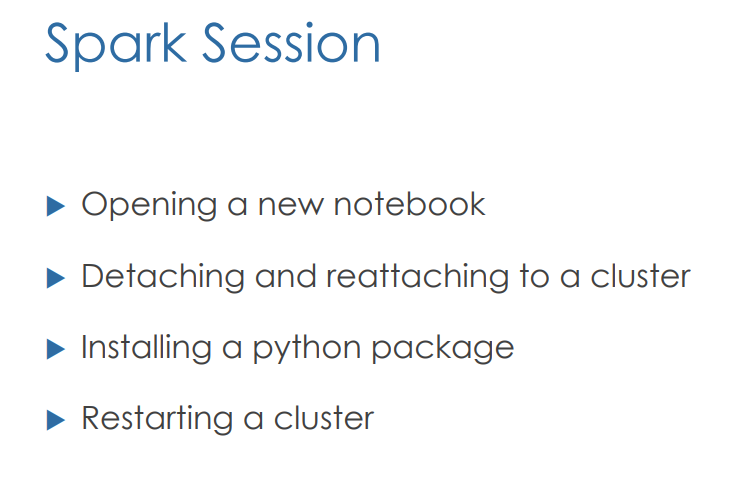 Spark Session
Opening a new notebook
Detaching and reattaching to a cluster
Installing a python package
Restarting a cluster